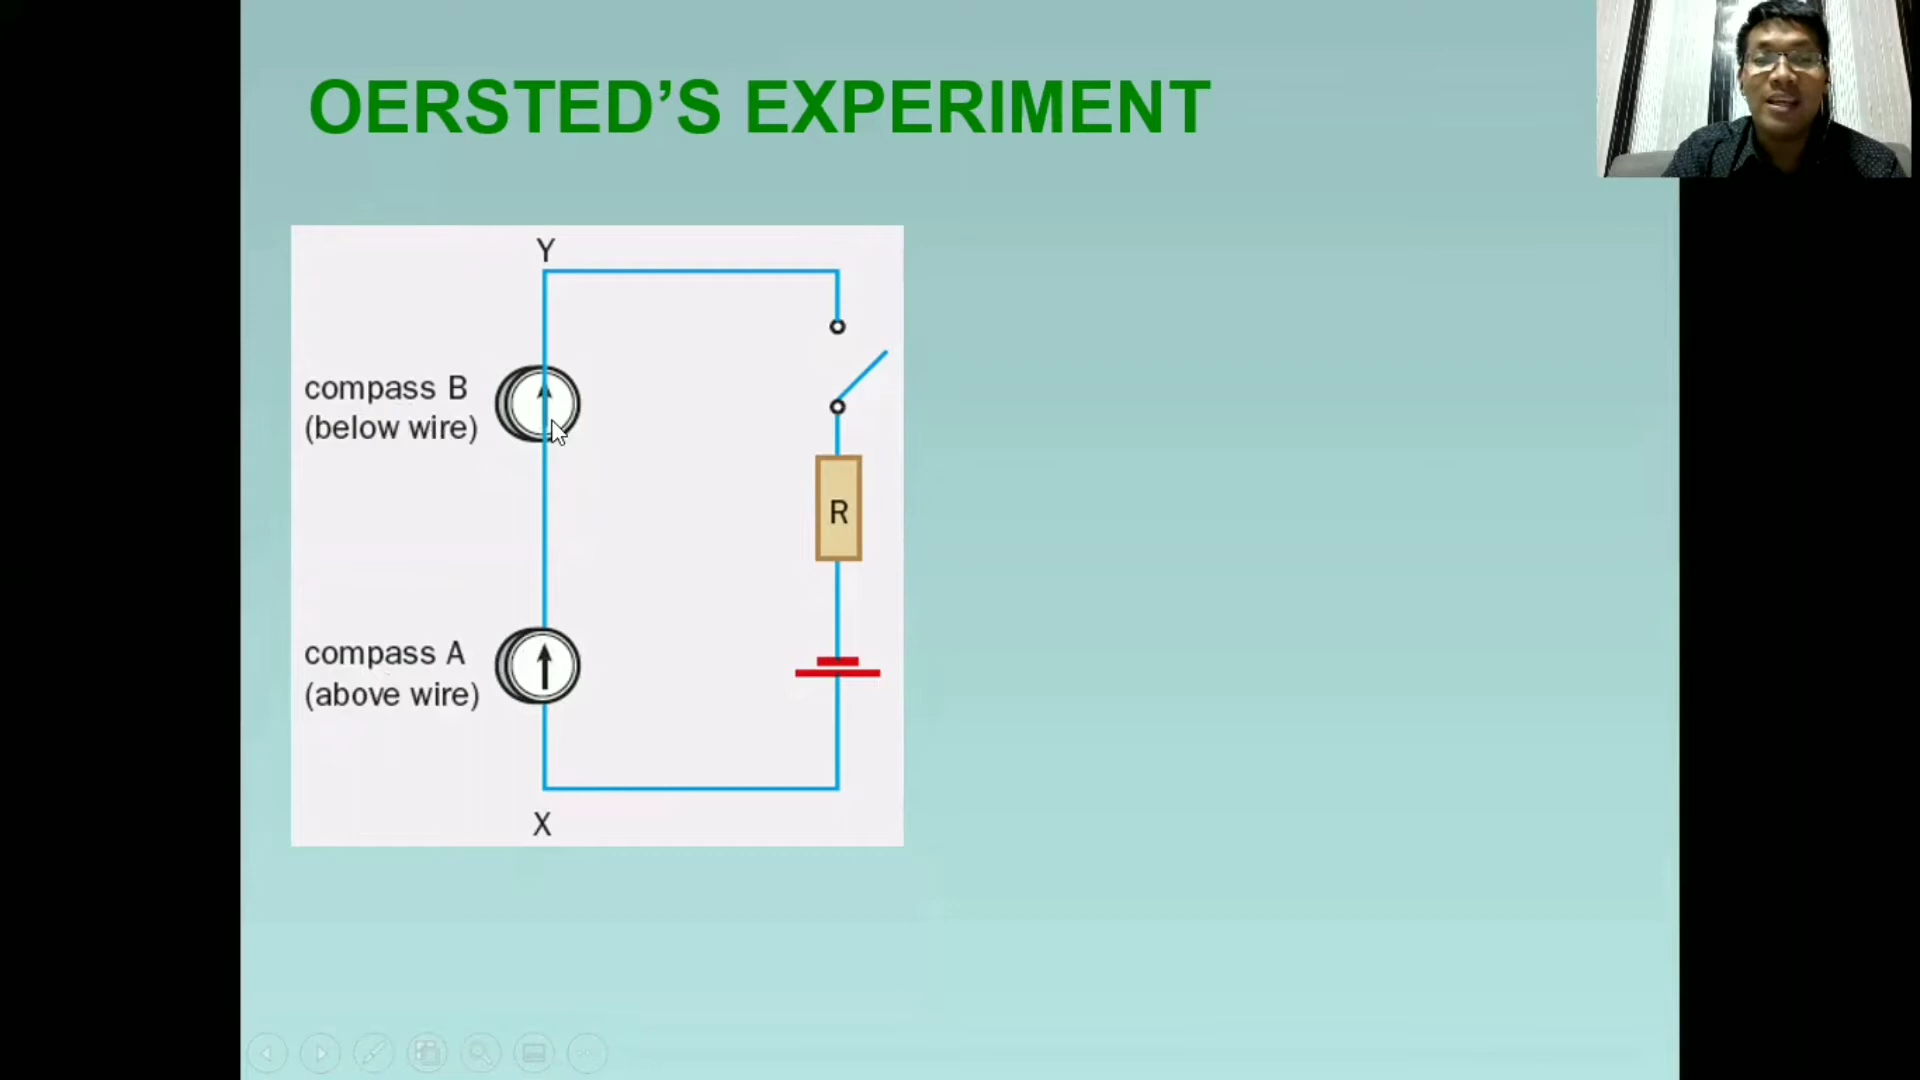 OERSTED’S EXPERIMENT
Y
compass B
(below wire)
R
compass A
(above wire)
X